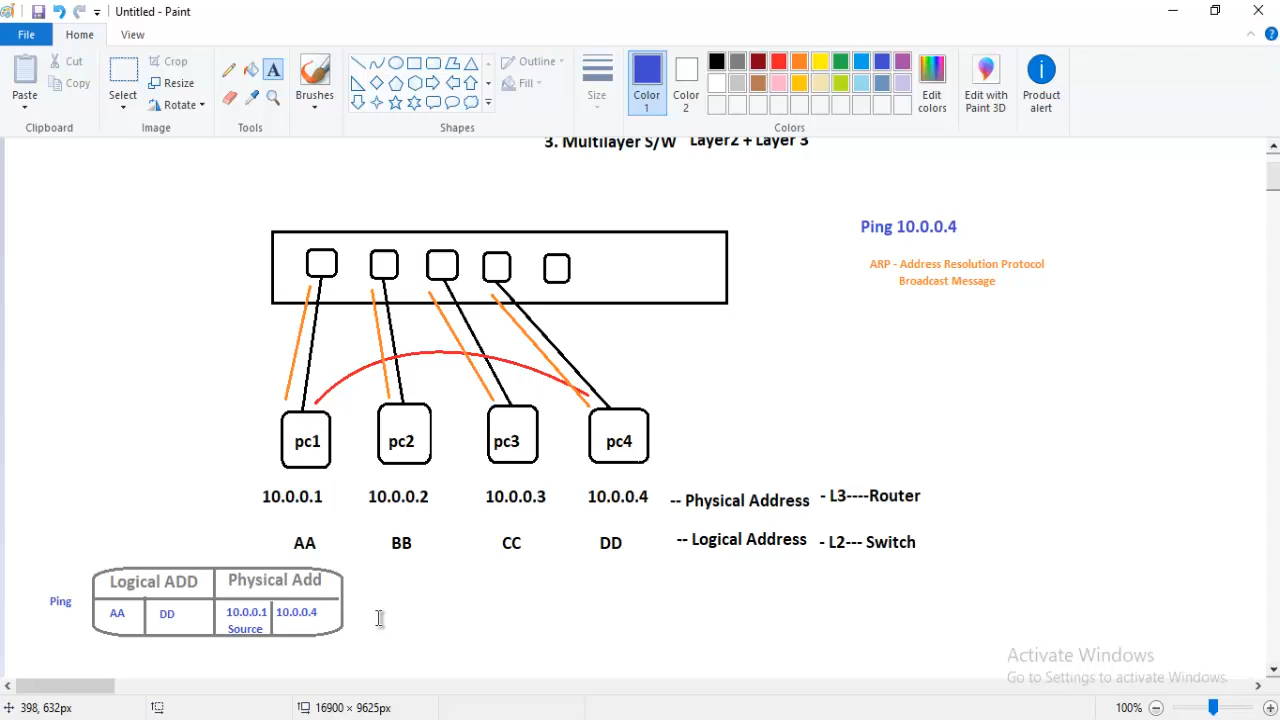 Untitled - Paint
File
Home
View
Paste
Cut
Copy
Clipboard
Select
Crop
Resize
Rotate
Image
A
Tools
Brushes
Outline
Fill
Shapes
Size
Color 1
Color 2
Edit colors
Colors
Edit with Paint 3D
Product alert
3. Multilayer S/W Layer2 + Layer 3
Ping 10.0.0.4
ARP - Address Resolution Protocol
Broadcast Message
pc1 pc2 pc3 pc4
10.0.0.1 10.0.0.2 10.0.0.3 10.0.0.4 -- Physical Address - L3----Router
AA BB CC DD -- Logical Address - L2--- Switch
Logical ADD Physical Add
Ping AA DD 10.0.0.1 10.0.0.4
Source
Activate Windows
Go to Settings to activate Windows.
398, 632px
16900 × 9625px
100%